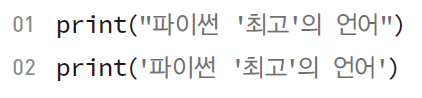 01 print("파이썬 '최고'의 언어")
02 print('파이썬 '최고'의 언어')